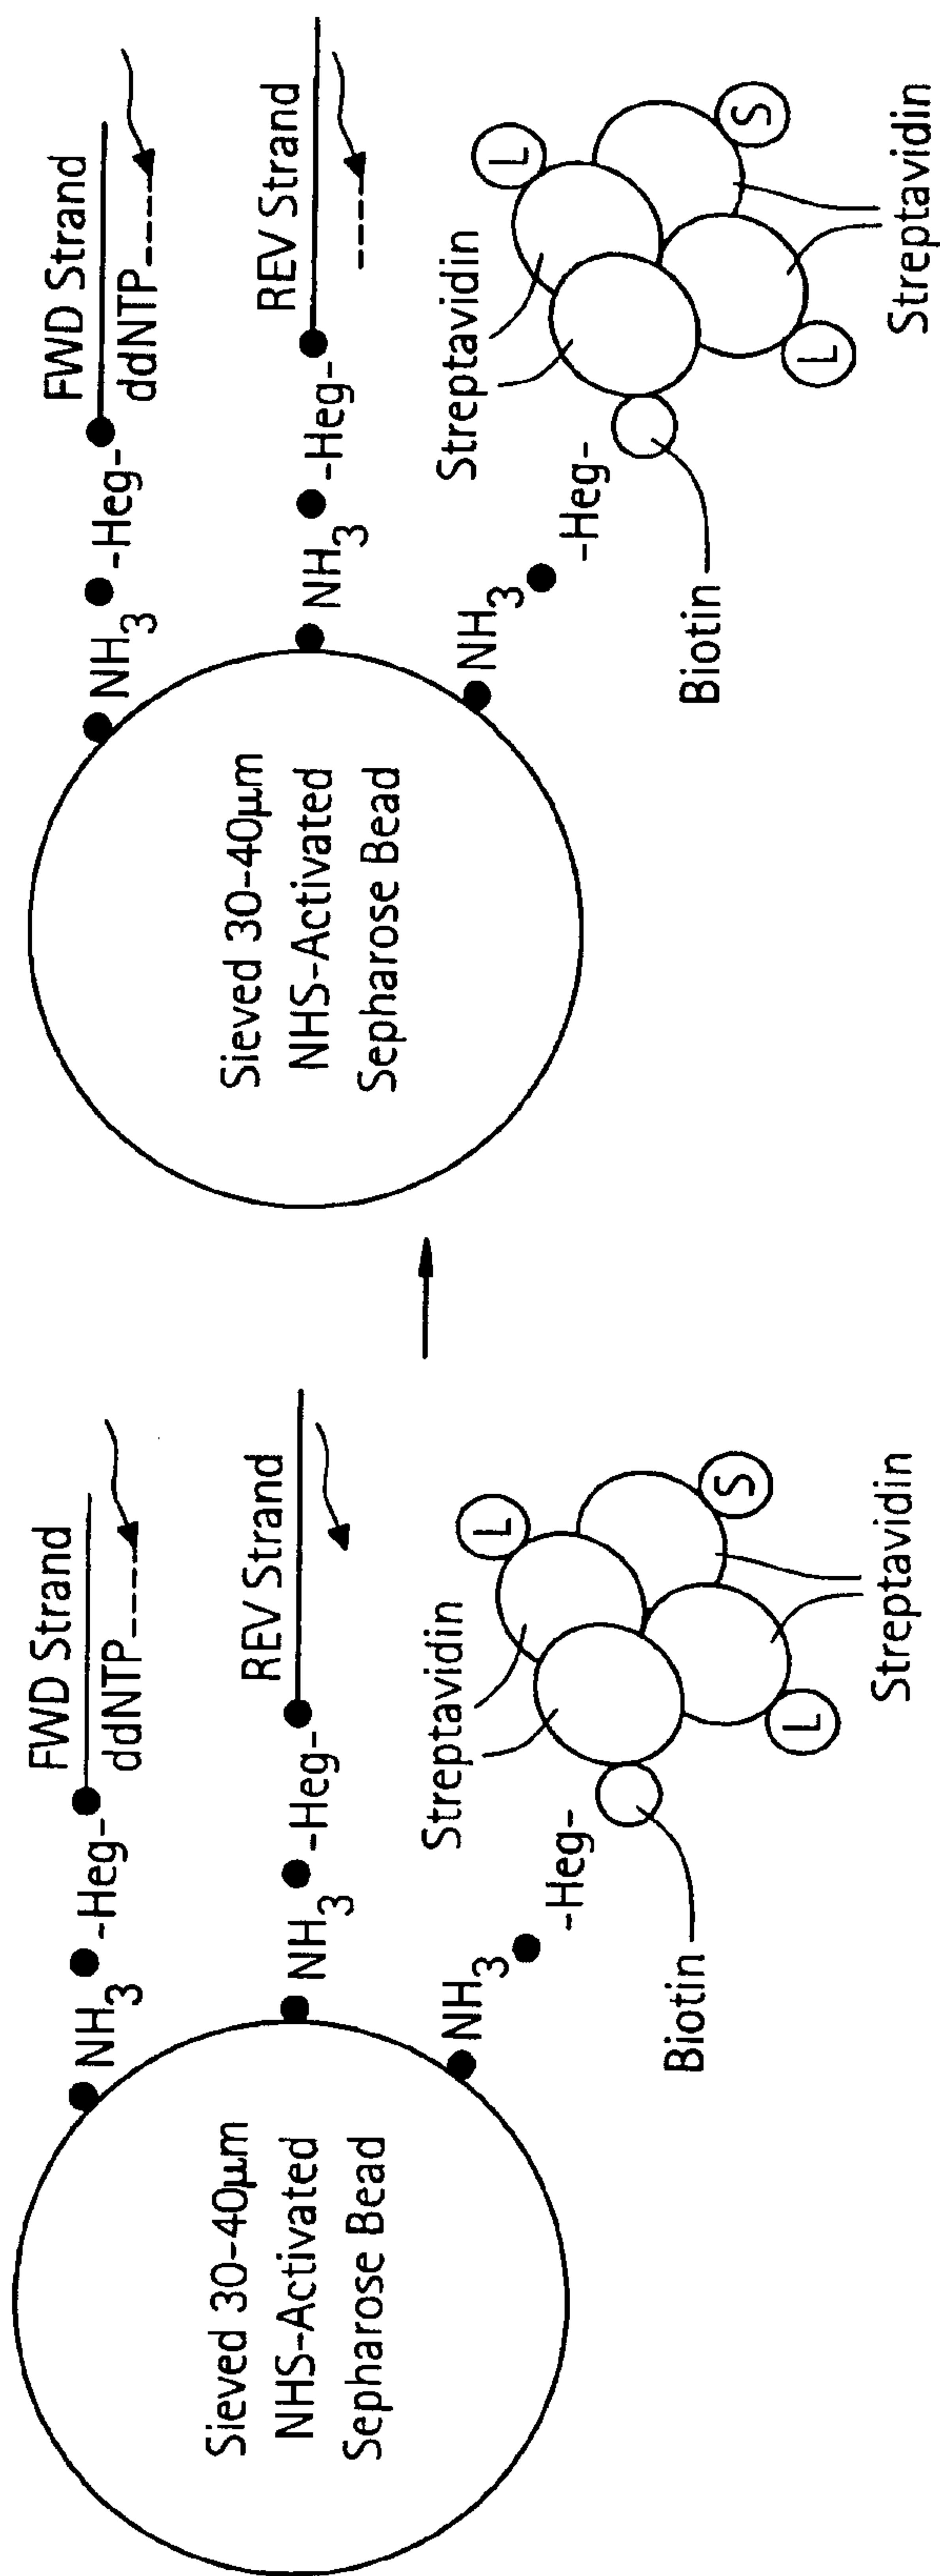 FWD Strand
ddNTP
NH3
-Heg-
REV Strand
NH3
-Heg-
Sieved 30-40µm
NHS-Activated
Sepharose Bead
NH3
-Heg-
Streptavidin
L
S
L
Biotin
Streptavidin
FWD Strand
ddNTP
NH3
-Heg-
REV Strand
NH3
-Heg-
Sieved 30-40µm
NHS-Activated
Sepharose Bead
NH3
-Heg-
Streptavidin
L
S
L
Biotin
Streptavidin